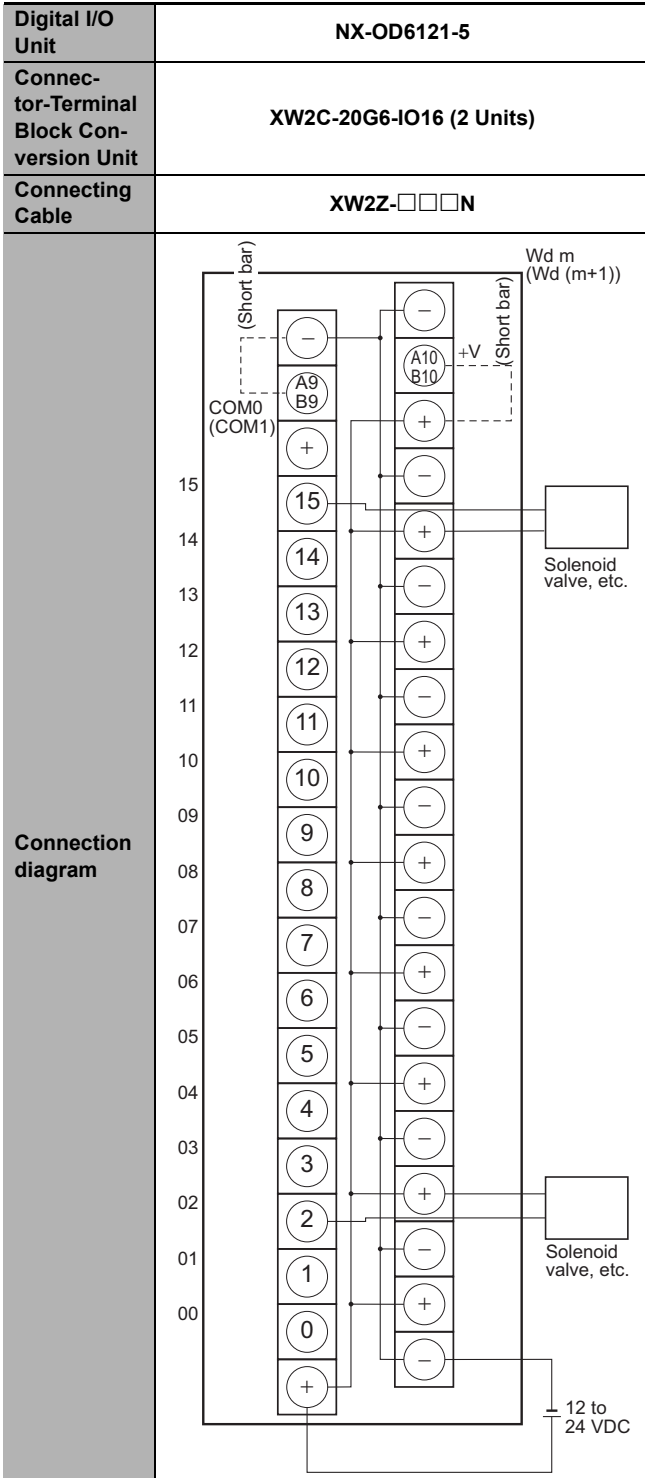 Digital I/O
Unit
NX-OD6121-5
Connec-
tor-Terminal
Block Con-
version Unit
XW2C-20G6-IO16 (2 Units)
Connecting
Cable
XW2Z-□□□N
Connection
diagram
(Short bar)
Wd m
(Wd (m+1))
(Short bar)
−
−
A10
B10
+V
A9
B9
COM0
(COM1)
+
+
−
15
15
+
14
14
Solenoid
valve, etc.
−
13
13
+
12
12
−
11
11
+
10
10
−
09
9
+
08
8
−
07
7
+
06
6
−
05
5
+
04
4
−
03
3
+
02
2
−
Solenoid
valve, etc.
01
1
+
00
0
−
+
12 to
24 VDC